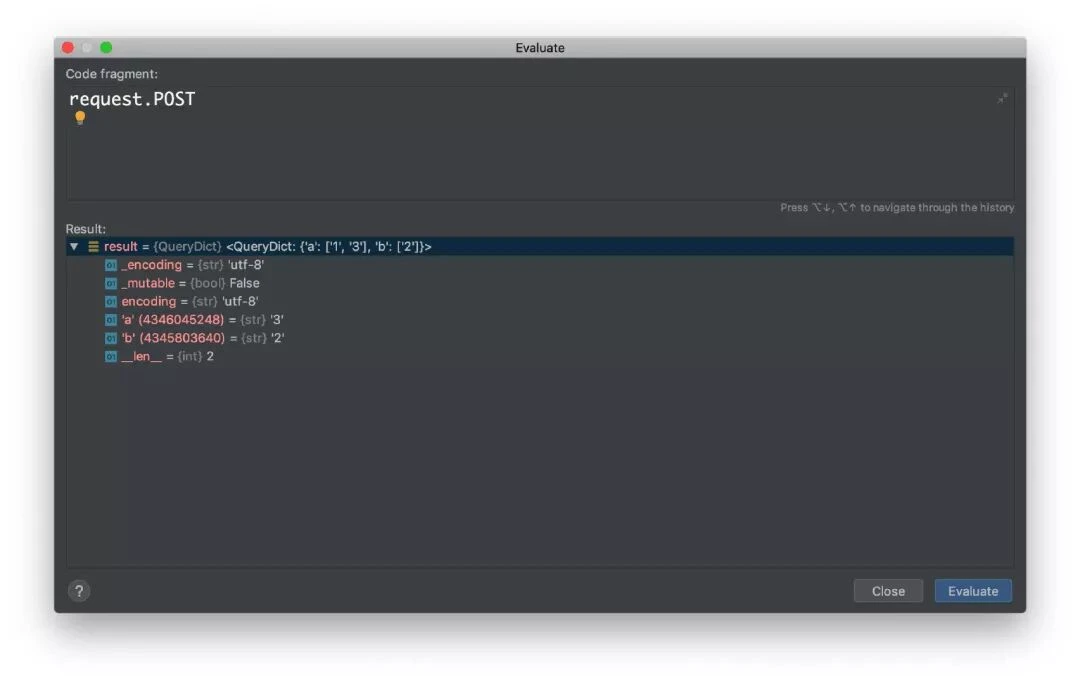 Evaluate
Code fragment:
request.POST
Press ⌥↓, ⌥↑ to navigate through the history
Result:
result = {QueryDict} <QueryDict: {'a': ['1', '3'], 'b': ['2']}>
_encoding = {str} 'utf-8'
_mutable = {bool} False
encoding = {str} 'utf-8'
'a' (4346045248) = {str} '3'
'b' (4345803640) = {str} '2'
__len__ = {int} 2
?
Close
Evaluate